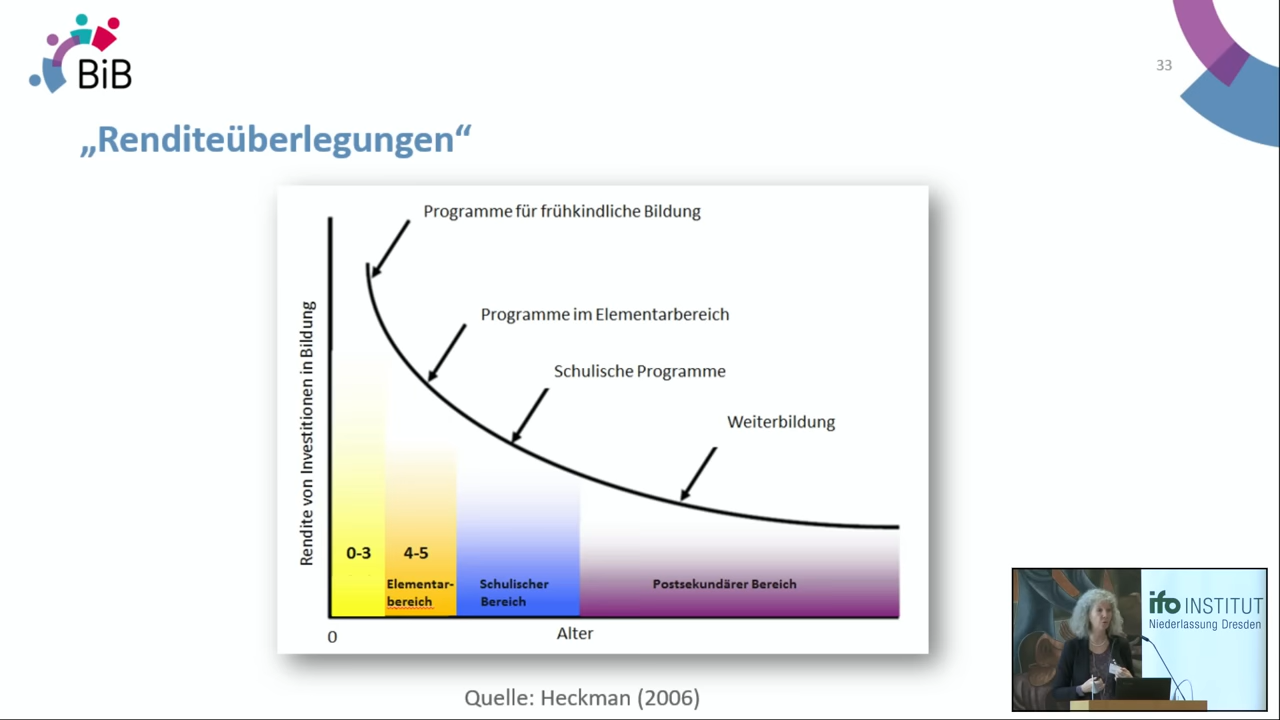 BiB
33
„Renditeüberlegungen“
Programme für frühkindliche Bildung
Programme im Elementarbereich
Schulische Programme
Weiterbildung
Rendite von Investitionen in Bildung
0-3
4-5
Elementar-
bereich
Schulischer
Bereich
Postsekundärer Bereich
0
Alter
Quelle: Heckman (2006)
ifo INSTITUT
Niederlassung Dresden